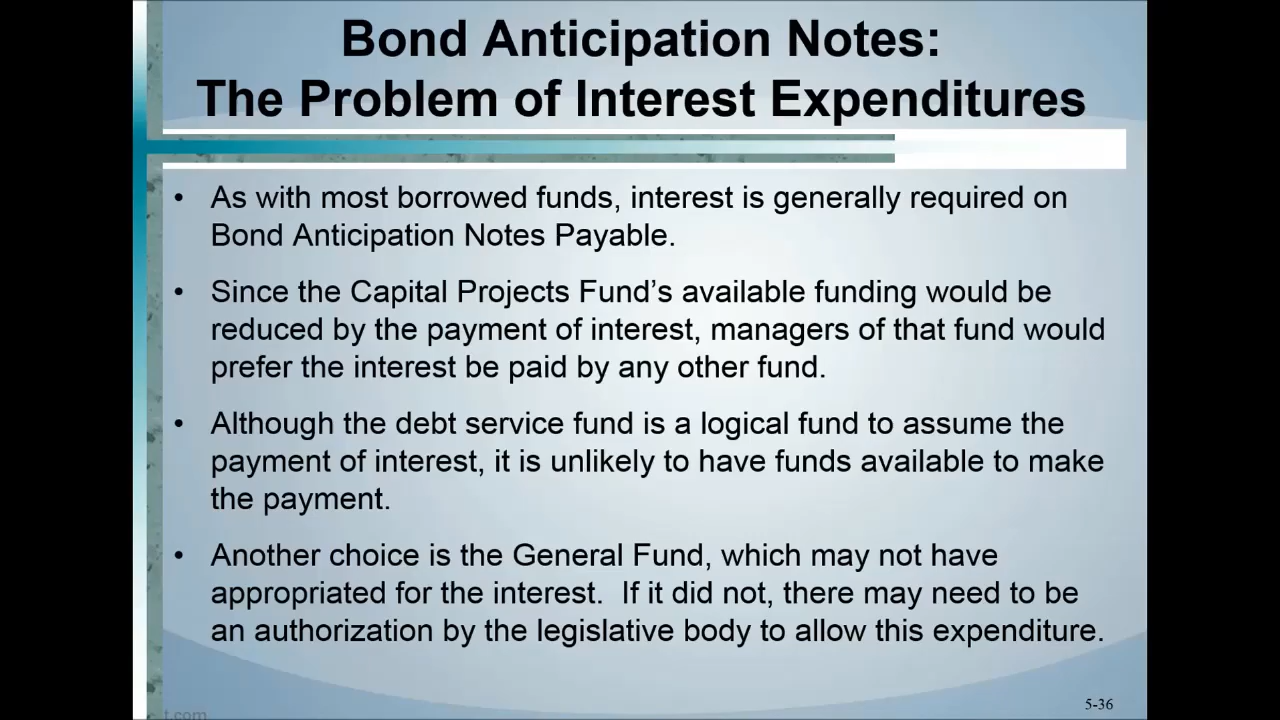 Bond Anticipation Notes:
The Problem of Interest Expenditures
• As with most borrowed funds, interest is generally required on
Bond Anticipation Notes Payable.
• Since the Capital Projects Fund’s available funding would be
reduced by the payment of interest, managers of that fund would
prefer the interest be paid by any other fund.
• Although the debt service fund is a logical fund to assume the
payment of interest, it is unlikely to have funds available to make
the payment.
• Another choice is the General Fund, which may not have
appropriated for the interest.  If it did not, there may need to be
an authorization by the legislative body to allow this expenditure.
5-36
t.com